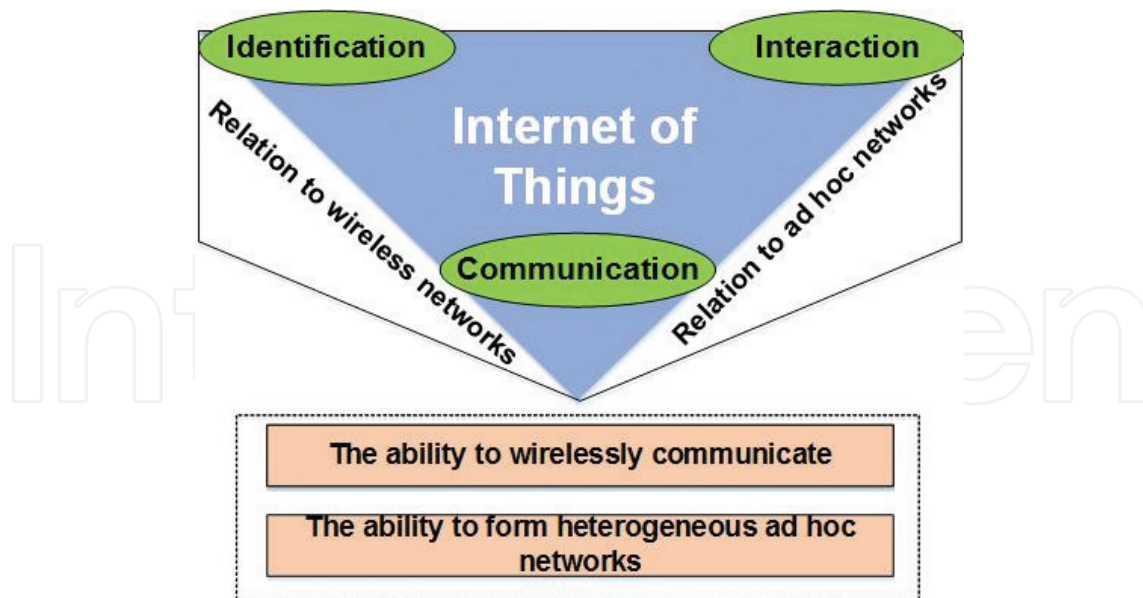 Identification
Interaction
Internet of
Things
Relation to wireless networks
Relation to ad hoc networks
Communication
The ability to wirelessly communicate
The ability to form heterogeneous ad hoc
networks